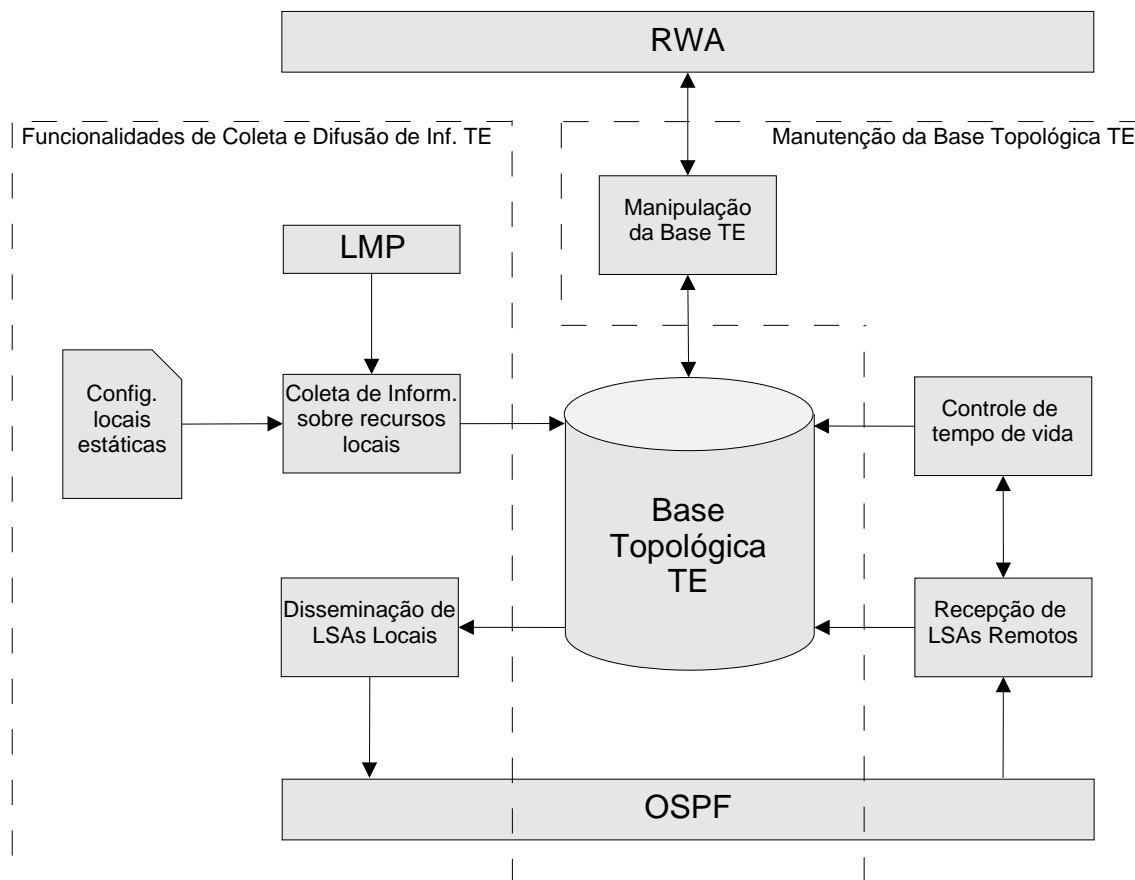 RWA
Funcionalidades de Coleta e Difusão de Inf. TE
Manutenção da Base Topológica TE
Manipulação
da Base TE
LMP
Config.
locais
estáticas
Coleta de Inform.
sobre recursos
locais
Controle de
tempo de vida
Base
Topológica
TE
Disseminação de
LSAs Locais
Recepção de
LSAs Remotos
OSPF